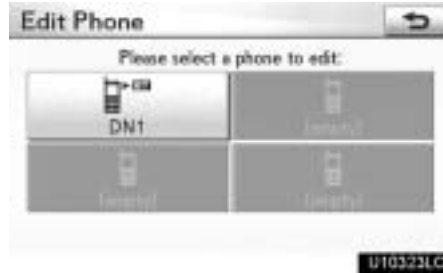 Edit Phone
Please select a phone to edit:
DN1
(empty)
(empty)
(empty)
U10323LC